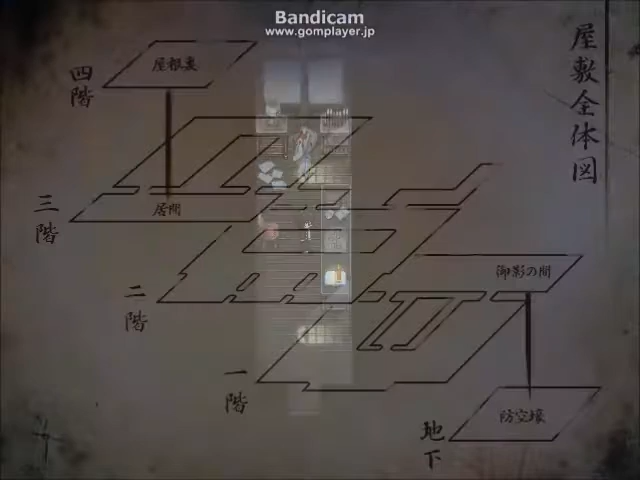 Bandicam
www.gomplayer.jp
屋敷全体図
四階
屋根裏
三階
居間
二階
御影の間
一階
防空壕
地下